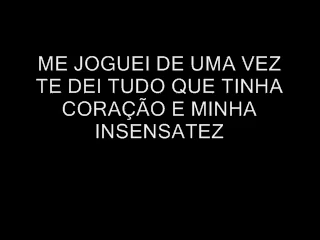 ME JOGUEI DE UMA VEZ
TE DEI TUDO QUE TINHA
CORAÇÃO E MINHA
INSENSATEZ